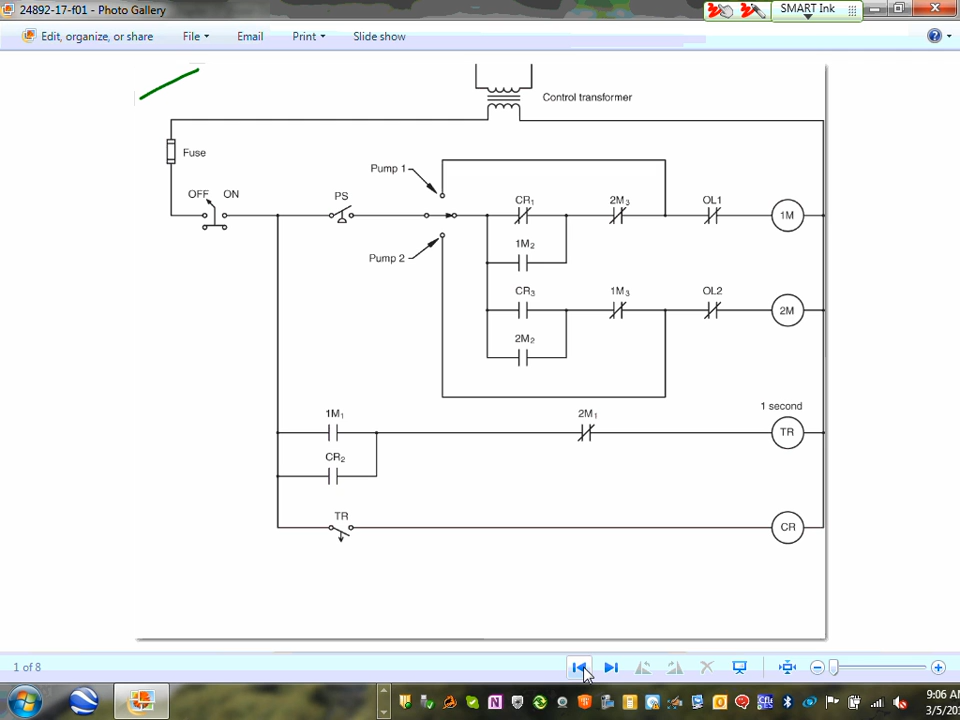 24892-17-f01 - Photo Gallery
SMART Ink
Edit, organize, or share File Email Print Slide show
Control transformer
Fuse
Pump 1
OFF ON PS CR1 2M3 OL1
1M
1M2
Pump 2
CR3 1M3 OL2
2M
2M2
1 second
1M1 2M1
TR
CR2
TR
CR
1 of 8
9:06 AM
3/5/20